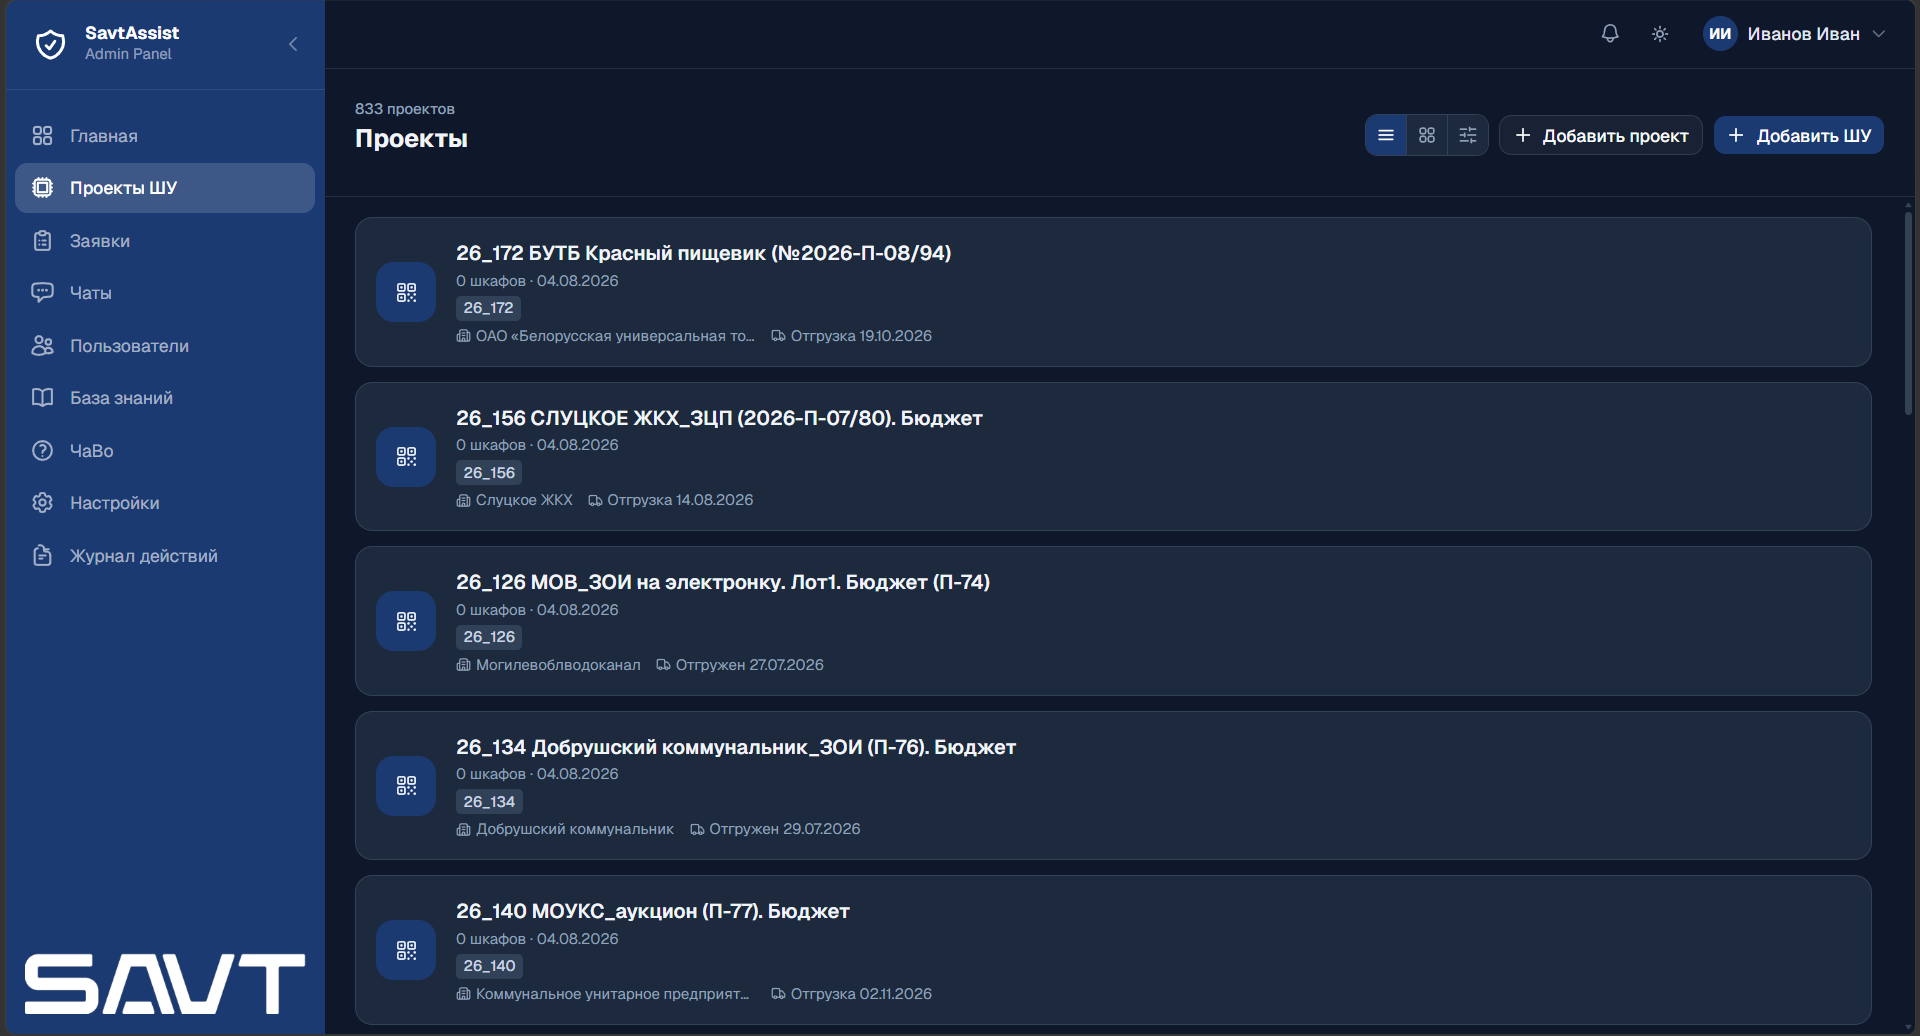 SavtAssist
Admin Panel
Главная
Проекты ШУ
Заявки
Чаты
Пользователи
База знаний
ЧаВо
Настройки
Журнал действий
SAVT
ИИ Иванов Иван
833 проектов
Проекты
Добавить проект
Добавить ШУ
26_172 БУТБ Красный пищевик (№2026-П-08/94)
0 шкафов · 04.08.2026
26_172
ОАО «Белорусская универсальная то... Отгрузка 19.10.2026
26_156 СЛУЦКОЕ ЖКХ_ЗЦП (2026-П-07/80). Бюджет
0 шкафов · 04.08.2026
26_156
Слуцкое ЖКХ Отгрузка 14.08.2026
26_126 МОВ_ЗОИ на электронку. Лот1. Бюджет (П-74)
0 шкафов · 04.08.2026
26_126
Могилевоблводоканал Отгружен 27.07.2026
26_134 Добрушский коммунальник_ЗОИ (П-76). Бюджет
0 шкафов · 04.08.2026
26_134
Добрушский коммунальник Отгружен 29.07.2026
26_140 МОУКС_аукцион (П-77). Бюджет
0 шкафов · 04.08.2026
26_140
Коммунальное унитарное предприят... Отгрузка 02.11.2026